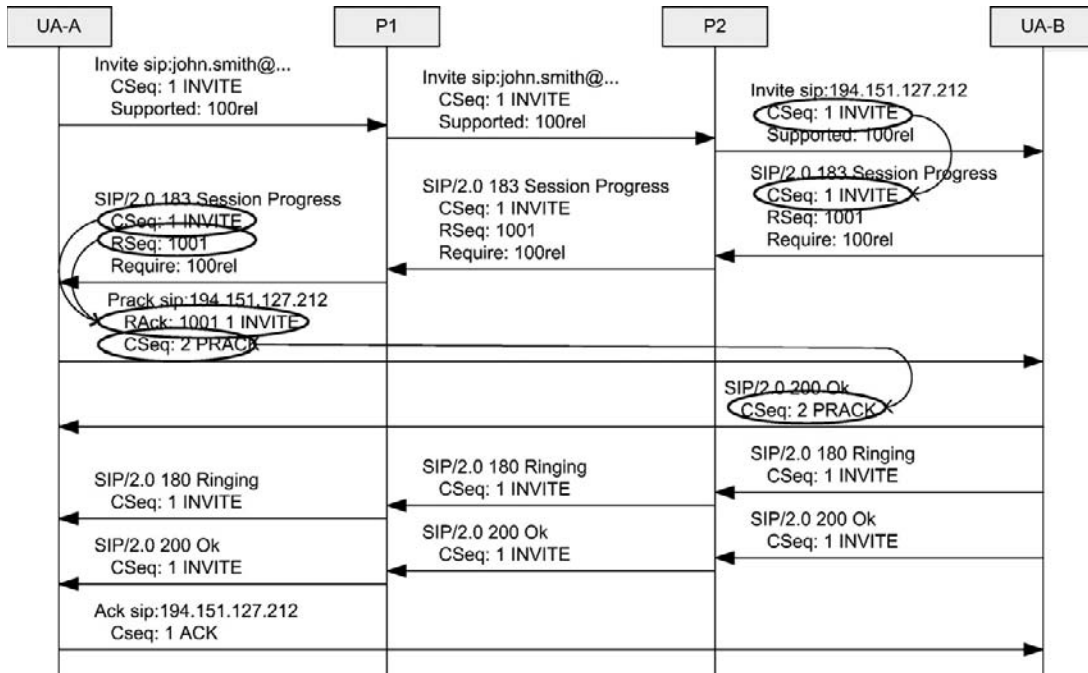 UA-A
P1
P2
UA-B
Invite sip:john.smith@...
CSeq: 1 INVITE
Supported: 100rel
Invite sip:john.smith@...
CSeq: 1 INVITE
Supported: 100rel
Invite sip:194.151.127.212
CSeq: 1 INVITE
Supported: 100rel
SIP/2.0 183 Session Progress
CSeq: 1 INVITE
RSeq: 1001
Require: 100rel
SIP/2.0 183 Session Progress
CSeq: 1 INVITE
RSeq: 1001
Require: 100rel
SIP/2.0 183 Session Progress
CSeq: 1 INVITE
RSeq: 1001
Require: 100rel
Prack sip:194.151.127.212
RAck: 1001 1 INVITE
CSeq: 2 PRACK
SIP/2.0 200 Ok
CSeq: 2 PRACK
SIP/2.0 180 Ringing
CSeq: 1 INVITE
SIP/2.0 180 Ringing
CSeq: 1 INVITE
SIP/2.0 180 Ringing
CSeq: 1 INVITE
SIP/2.0 200 Ok
CSeq: 1 INVITE
SIP/2.0 200 Ok
CSeq: 1 INVITE
SIP/2.0 200 Ok
CSeq: 1 INVITE
Ack sip:194.151.127.212
Cseq: 1 ACK